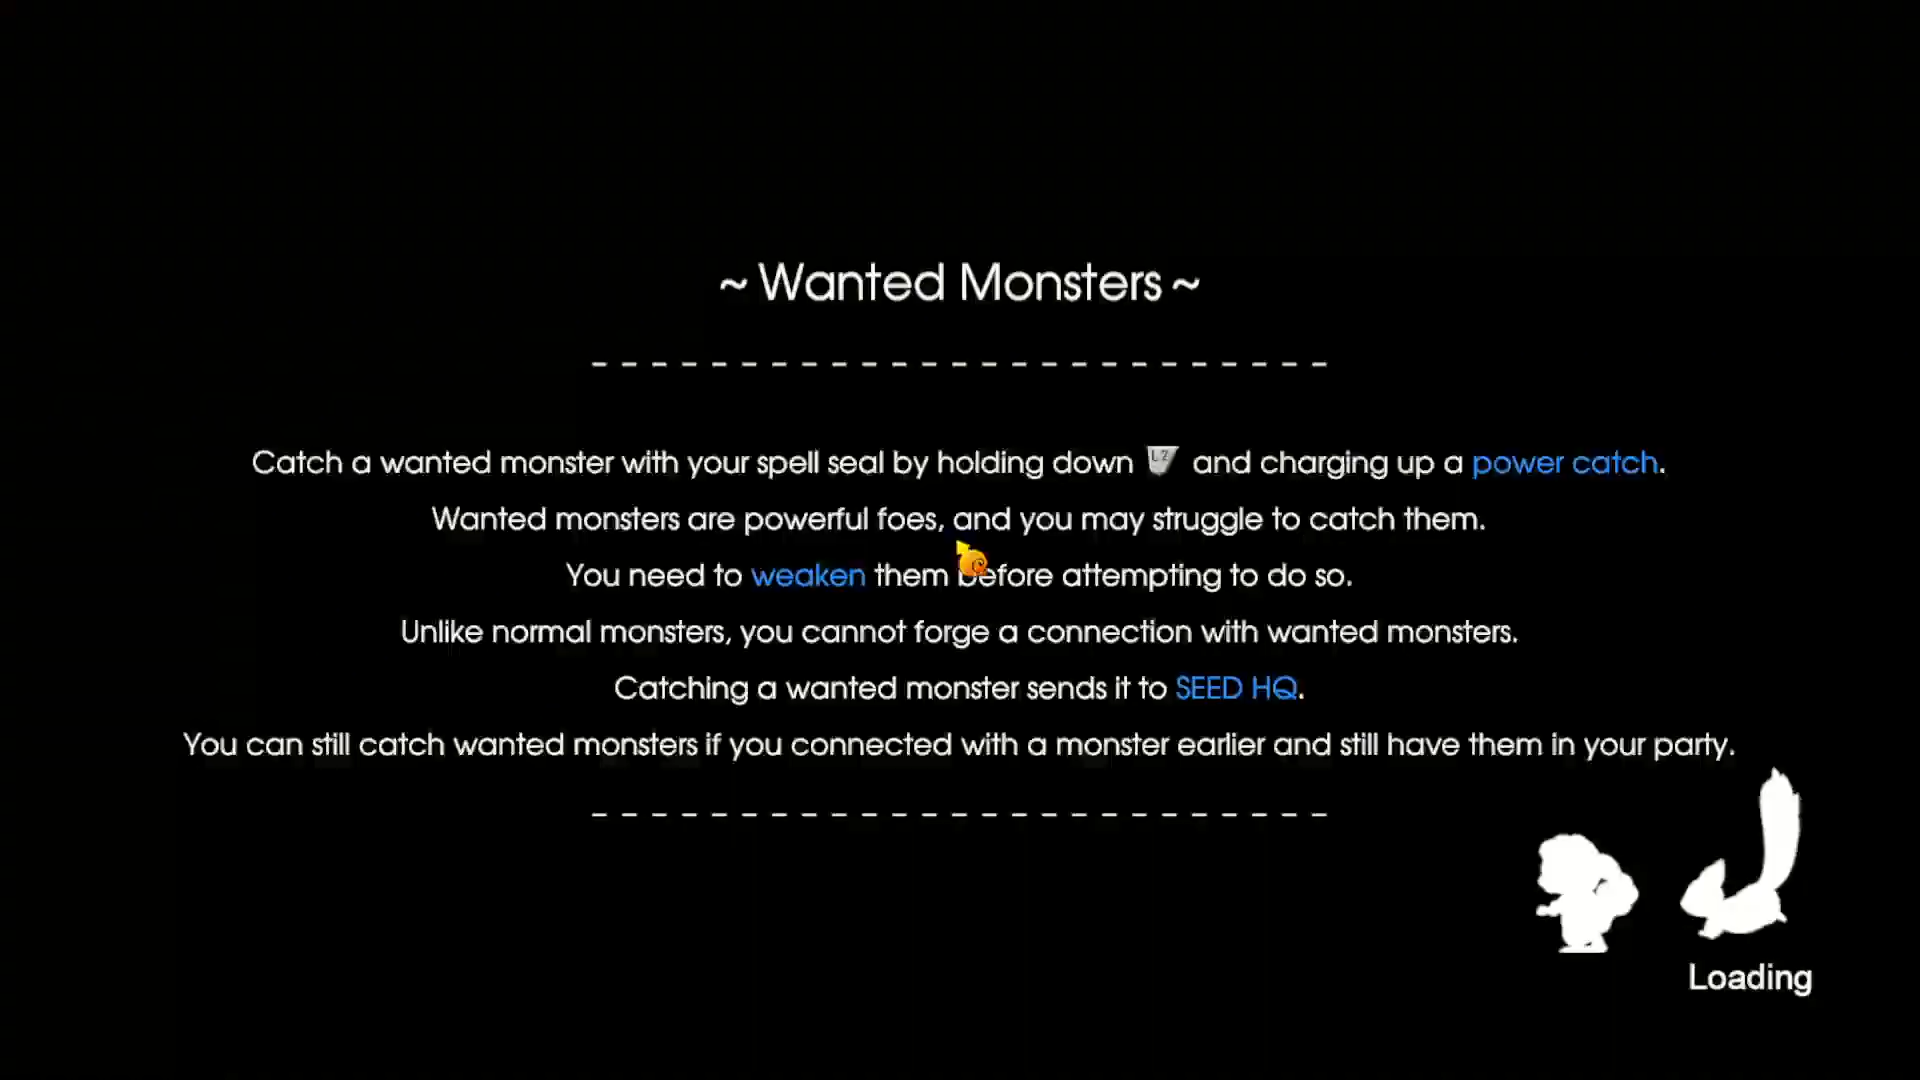 ~ Wanted Monsters ~
- - - - - - - - - - - - - - - - - - - - - - - - -
Catch a wanted monster with your spell seal by holding down L2 and charging up a power catch.
Wanted monsters are powerful foes, and you may struggle to catch them.
You need to weaken them before attempting to do so.
Unlike normal monsters, you cannot forge a connection with wanted monsters.
Catching a wanted monster sends it to SEED HQ.
You can still catch wanted monsters if you connected with a monster earlier and still have them in your party.
- - - - - - - - - - - - - - - - - - - - - - - - -
Loading